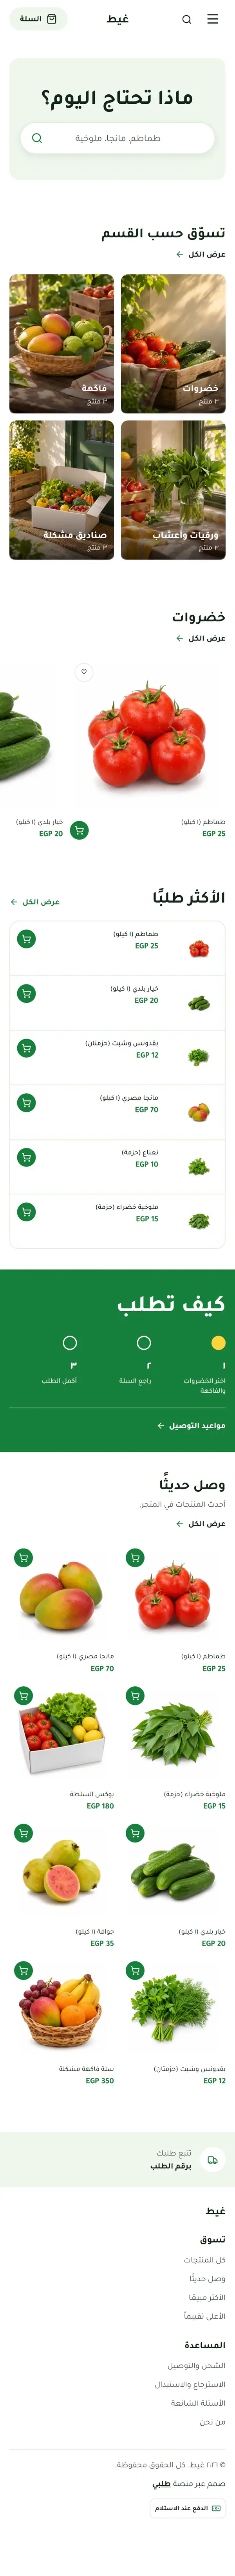 السلة
غيط
ماذا تحتاج اليوم؟
طماطم، مانجا، ملوخية
تسوّق حسب القسم
عرض الكل
خضروات
٣ منتج
فاكهة
٣ منتج
ورقيات وأعشاب
٣ منتج
صناديق مشكلة
٣ منتج
خضروات
عرض الكل
طماطم (١ كيلو)
25 EGP
خيار بلدي (١ كيلو)
20 EGP
الأكثر طلبًا
عرض الكل
طماطم (١ كيلو)
25 EGP
خيار بلدي (١ كيلو)
20 EGP
بقدونس وشبت (حزمتان)
12 EGP
مانجا مصري (١ كيلو)
70 EGP
نعناع (حزمة)
10 EGP
ملوخية خضراء (حزمة)
15 EGP
كيف تطلب
١
اختر الخضروات والفاكهة
٢
راجع السلة
٣
أكمل الطلب
مواعيد التوصيل
وصل حديثًا
أحدث المنتجات في المتجر.
عرض الكل
طماطم (١ كيلو)
25 EGP
مانجا مصري (١ كيلو)
70 EGP
ملوخية خضراء (حزمة)
15 EGP
بوكس السلطة
180 EGP
خيار بلدي (١ كيلو)
20 EGP
جوافة (١ كيلو)
35 EGP
بقدونس وشبت (حزمتان)
12 EGP
سلة فاكهة مشكلة
350 EGP
تتبع طلبك
برقم الطلب
غيط
تسوق
كل المنتجات
وصل حديثًا
الأكثر مبيعًا
الأعلى تقييماً
المساعدة
الشحن والتوصيل
الاسترجاع والاستبدال
الأسئلة الشائعة
من نحن
© ٢٠٢٦ غيط. كل الحقوق محفوظة.
صمم عبر منصة طلبي
الدفع عند الاستلام